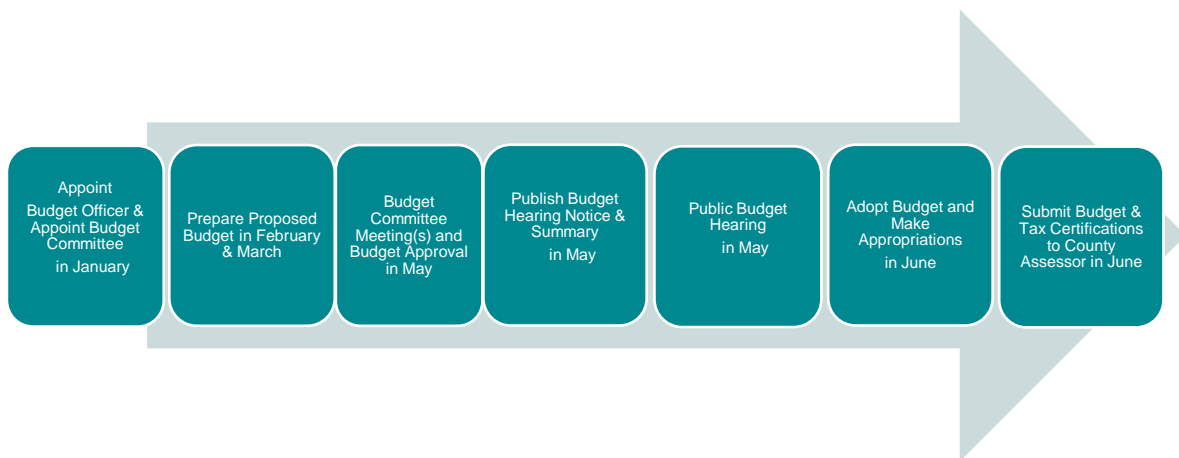 Appoint
Budget Officer &
Appoint Budget
Committee
in January
Prepare Proposed
Budget in February
& March
Budget
Committee
Meeting(s) and
Budget Approval
in May
Publish Budget
Hearing Notice &
Summary
in May
Public Budget
Hearing
in May
Adopt Budget and
Make
Appropriations
in June
Submit Budget &
Tax Certifications
to County
Assessor in June